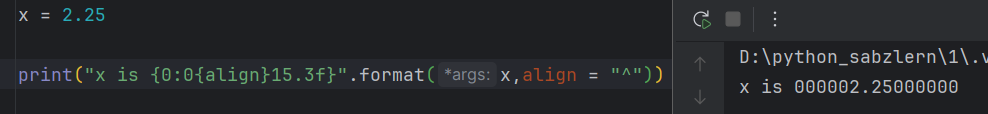 x = 2.25
print("x is {0:0{align}15.3f}".format( *args: x,align = "^"))
D:\python_sabzlern\1\.v
x is 000002.25000000